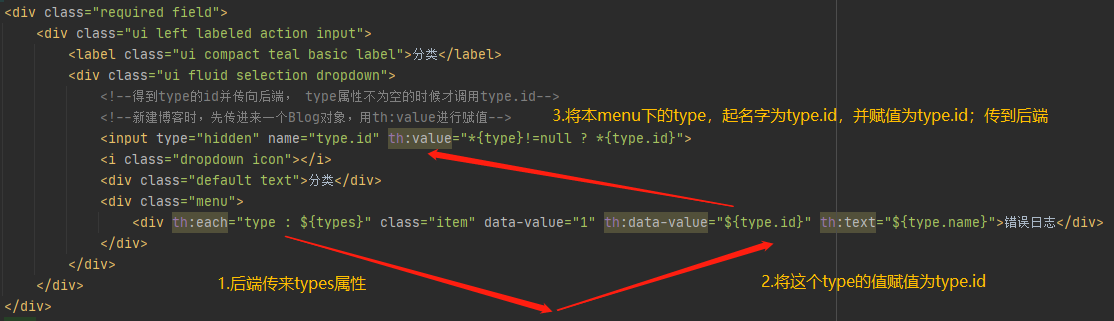 <div class="required field">
<div class="ui left labeled action input">
<label class="ui compact teal basic label">分类</label>
<div class="ui fluid selection dropdown">
<!--得到type的id并传向后端， type属性不为空的时候才调用type.id-->
<!--新建博客时，先传进来一个Blog对象，用th:value进行赋值-->
3.将本menu下的type，起名字为type.id，并赋值为type.id；传到后端
<input type="hidden" name="type.id" th:value="*{type}!=null ? *{type.id}">
<i class="dropdown icon"></i>
<div class="default text">分类</div>
<div class="menu">
<div th:each="type : ${types}" class="item" data-value="1" th:data-value="${type.id}" th:text="${type.name}">错误日志</div>
</div>
</div>
1.后端传来types属性
2.将这个type的值赋值为type.id
</div>
</div>